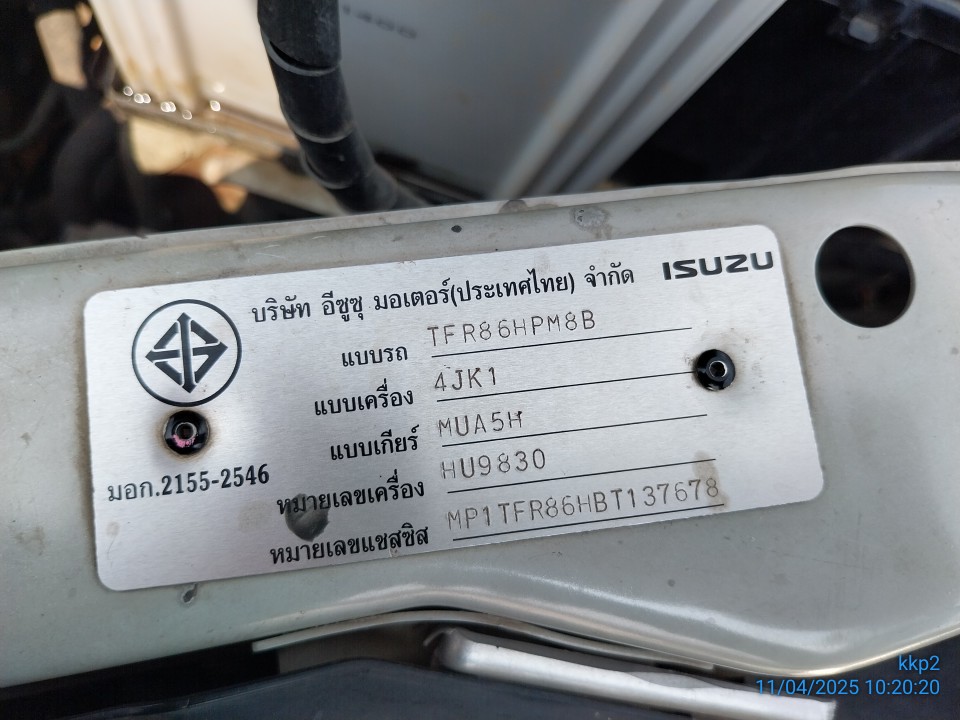 บริษัท อีซูซุ มอเตอร์(ประเทศไทย) จำกัด ISUZU
แบบรถ TFR86HPM8B
แบบเครื่อง 4JK1
แบบเกียร์ MUA5H
มอก.2155-2546
หมายเลขเครื่อง HU9830
หมายเลขแชสซิส MP1TFR86HBT137678
kkp2
11/04/2025 10:20:20